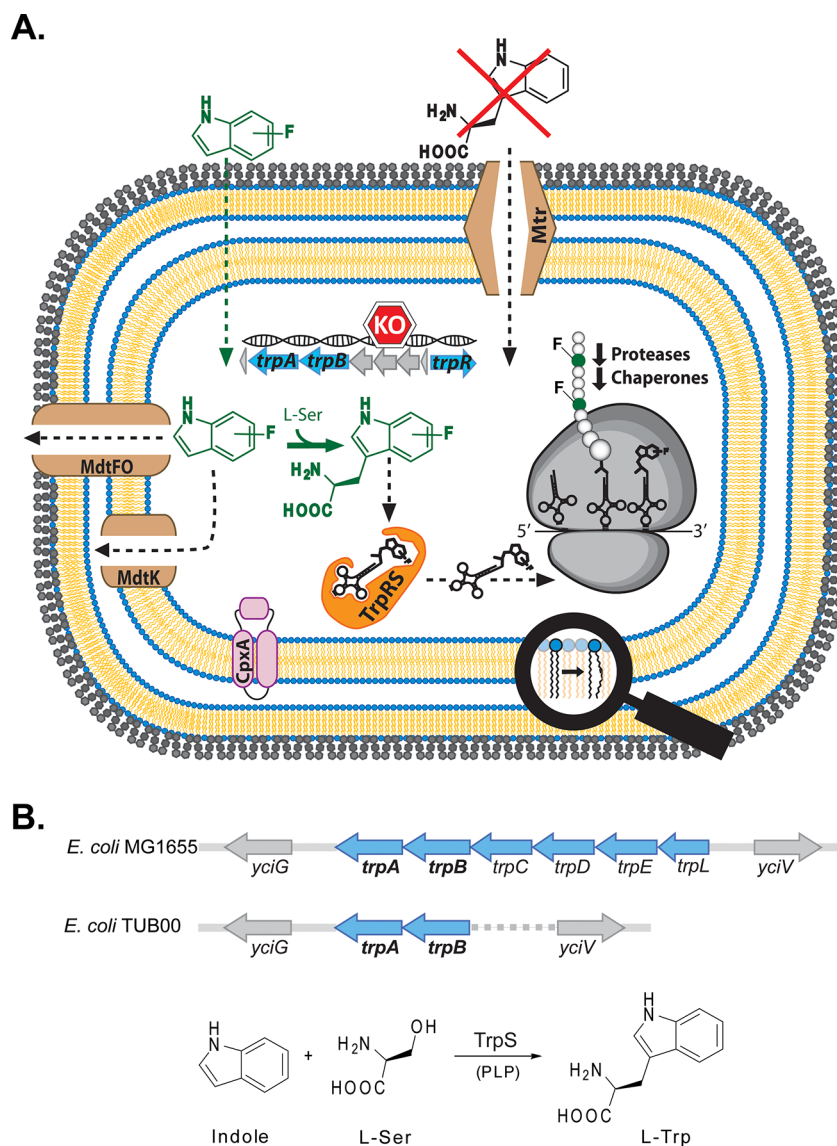 A.
H
N
F
H
N
H₂N
HOOC
Mtr
KO
trpA trpB trpR
F
F
Proteases
Chaperones
H
N
F
L-Ser
H
N
F
H₂N
HOOC
MdtFO
MdtK
F
5′ 3′
TrpRS
CpxA
B.
E. coli MG1655
yciG trpA trpB trpC trpD trpE trpL yciV
E. coli TUB00
yciG trpA trpB yciV
H
N
+
OH
H₂N
HOOC
TrpS
(PLP)
H
N
H₂N
HOOC
Indole L-Ser L-Trp